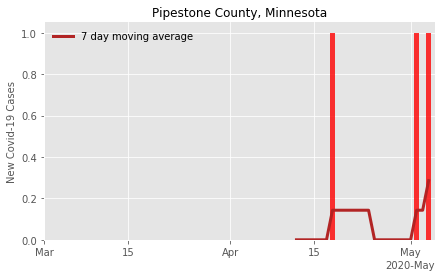 Pipestone County, Minnesota
7 day moving average
New Covid-19 Cases
1.0
0.8
0.6
0.4
0.2
0.0
Mar
15
Apr
15
May
2020-May